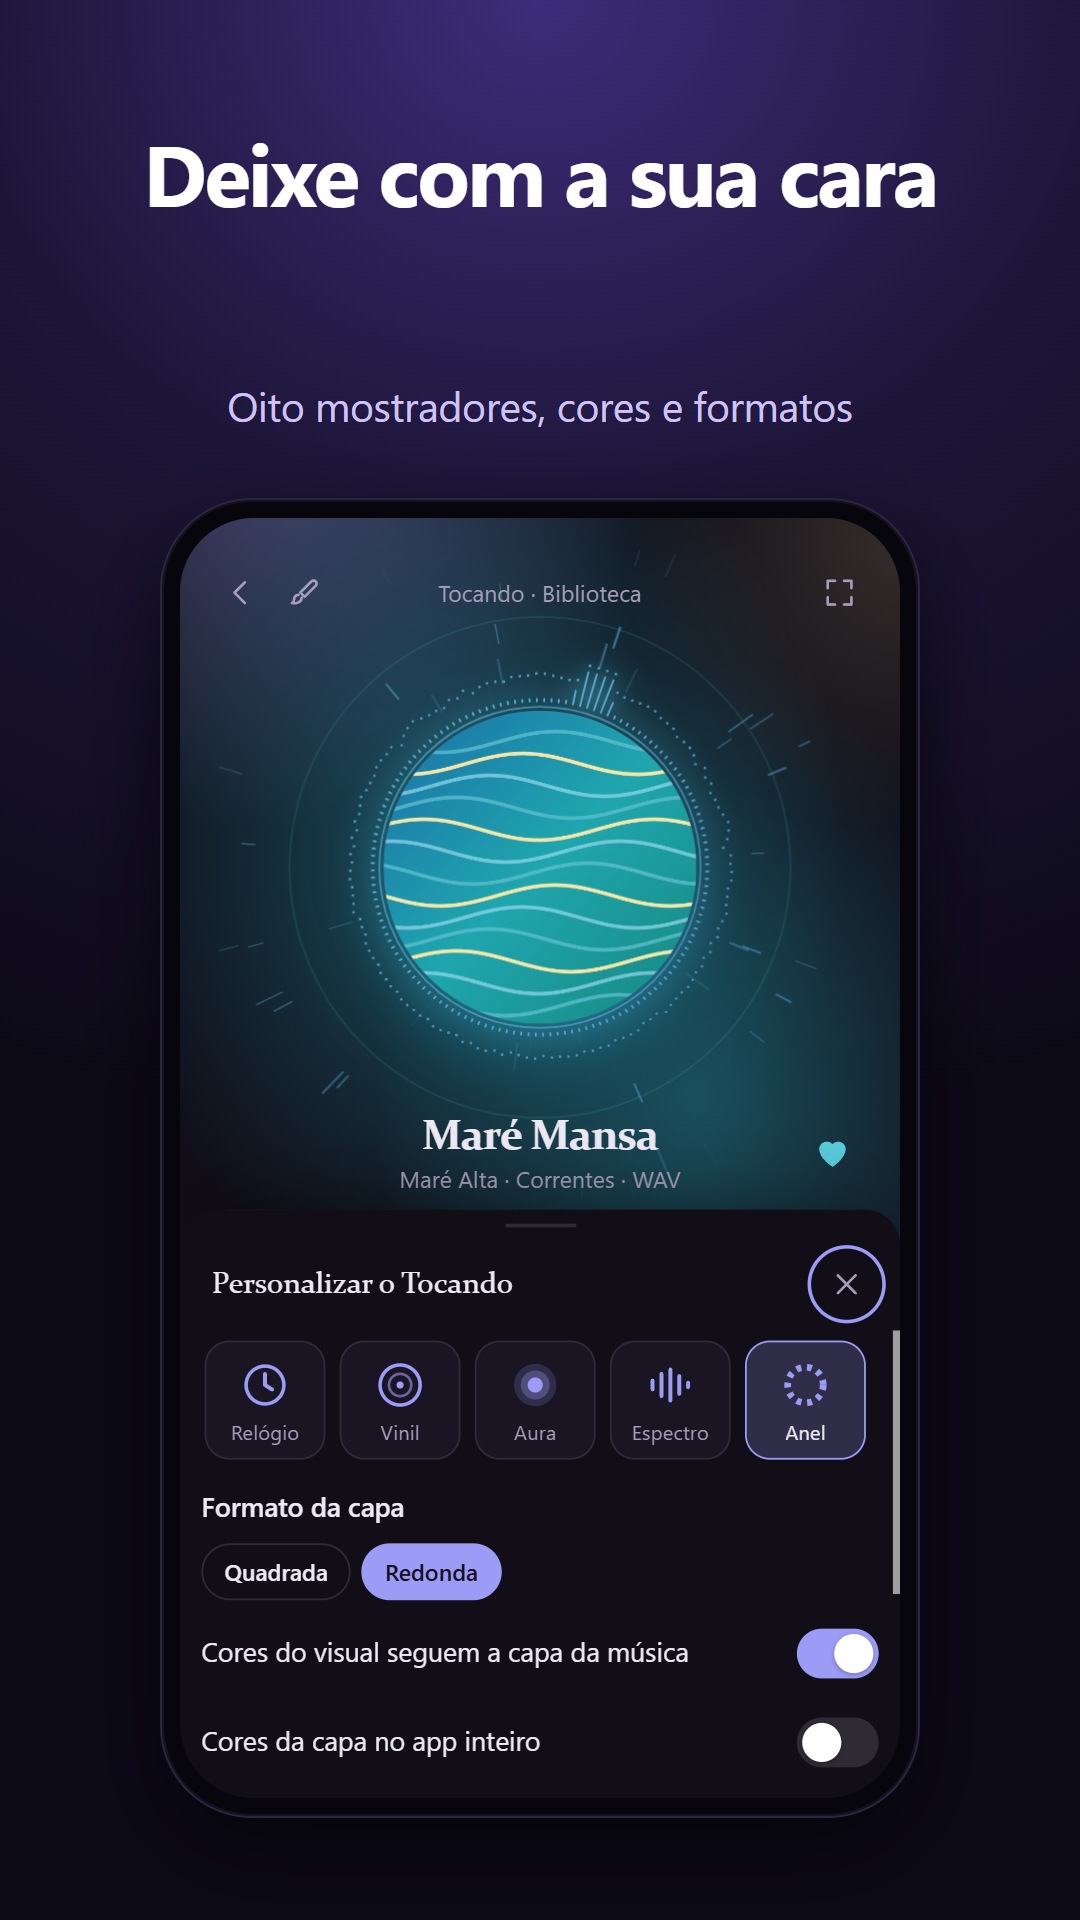 Deixe com a sua cara
Oito mostradores, cores e formatos
Tocando · Biblioteca
Maré Mansa
Maré Alta · Correntes · WAV
Personalizar o Tocando
Relógio
Vinil
Aura
Espectro
Anel
Formato da capa
Quadrada
Redonda
Cores do visual seguem a capa da música
Cores da capa no app inteiro